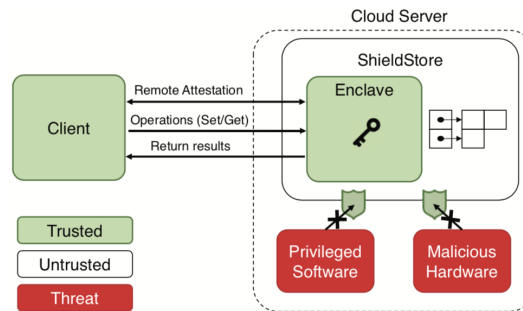 Cloud Server
ShieldStore
Client
Remote Attestation
Operations (Set/Get)
Return results
Enclave
Trusted
Untrusted
Threat
Privileged
Software
Malicious
Hardware